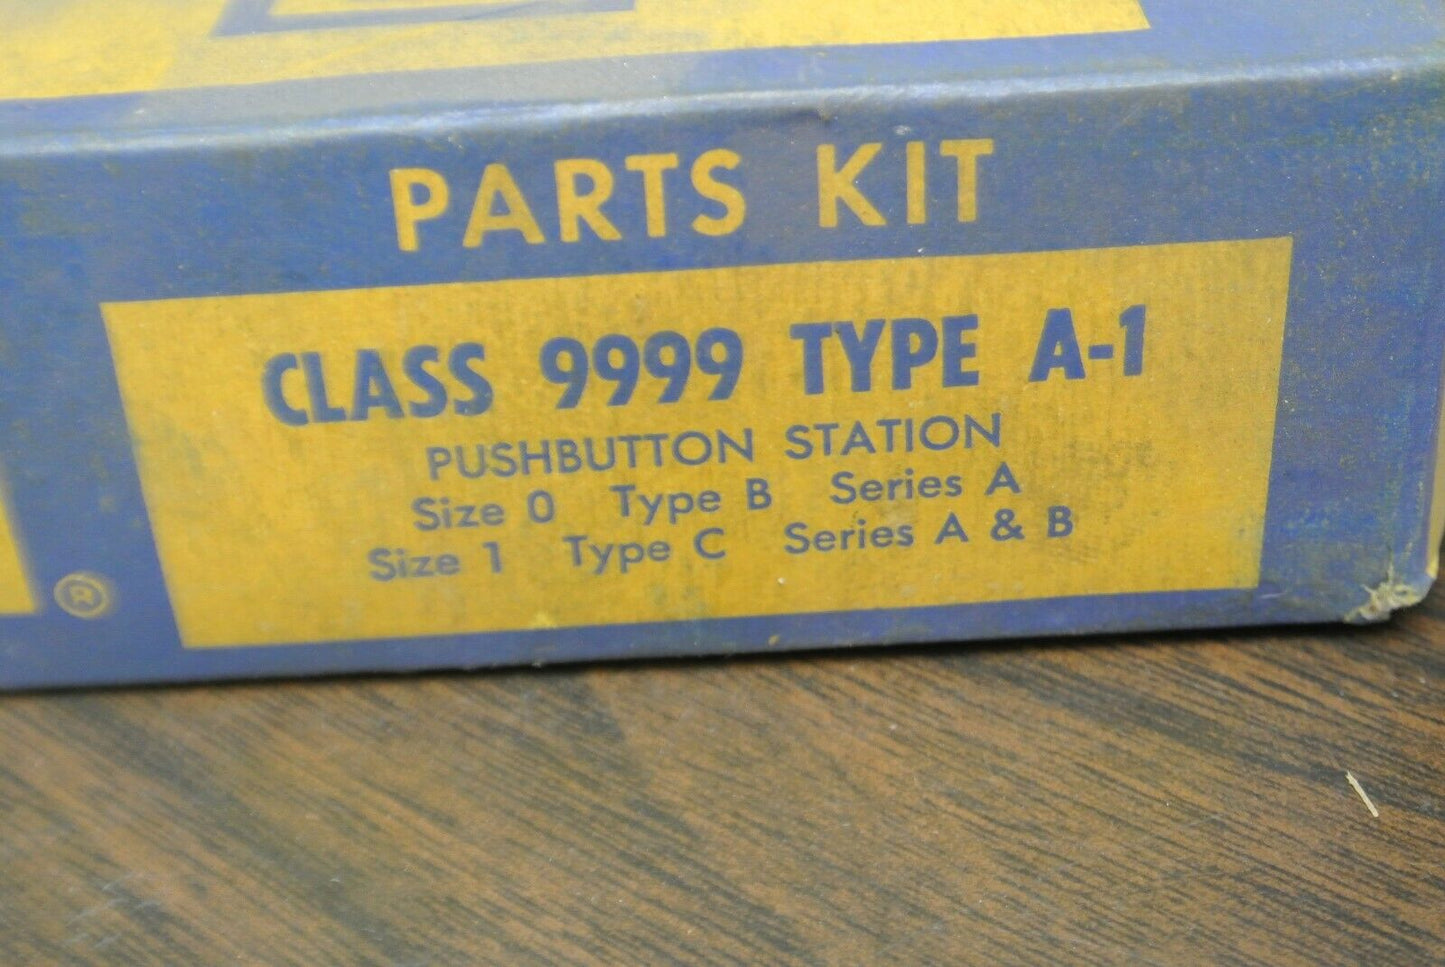 PARTS KIT
CLASS 9999 TYPE A-1
PUSHBUTTON STATION
Size 0 Type B Series A
Size 1 Type C Series A & B
®